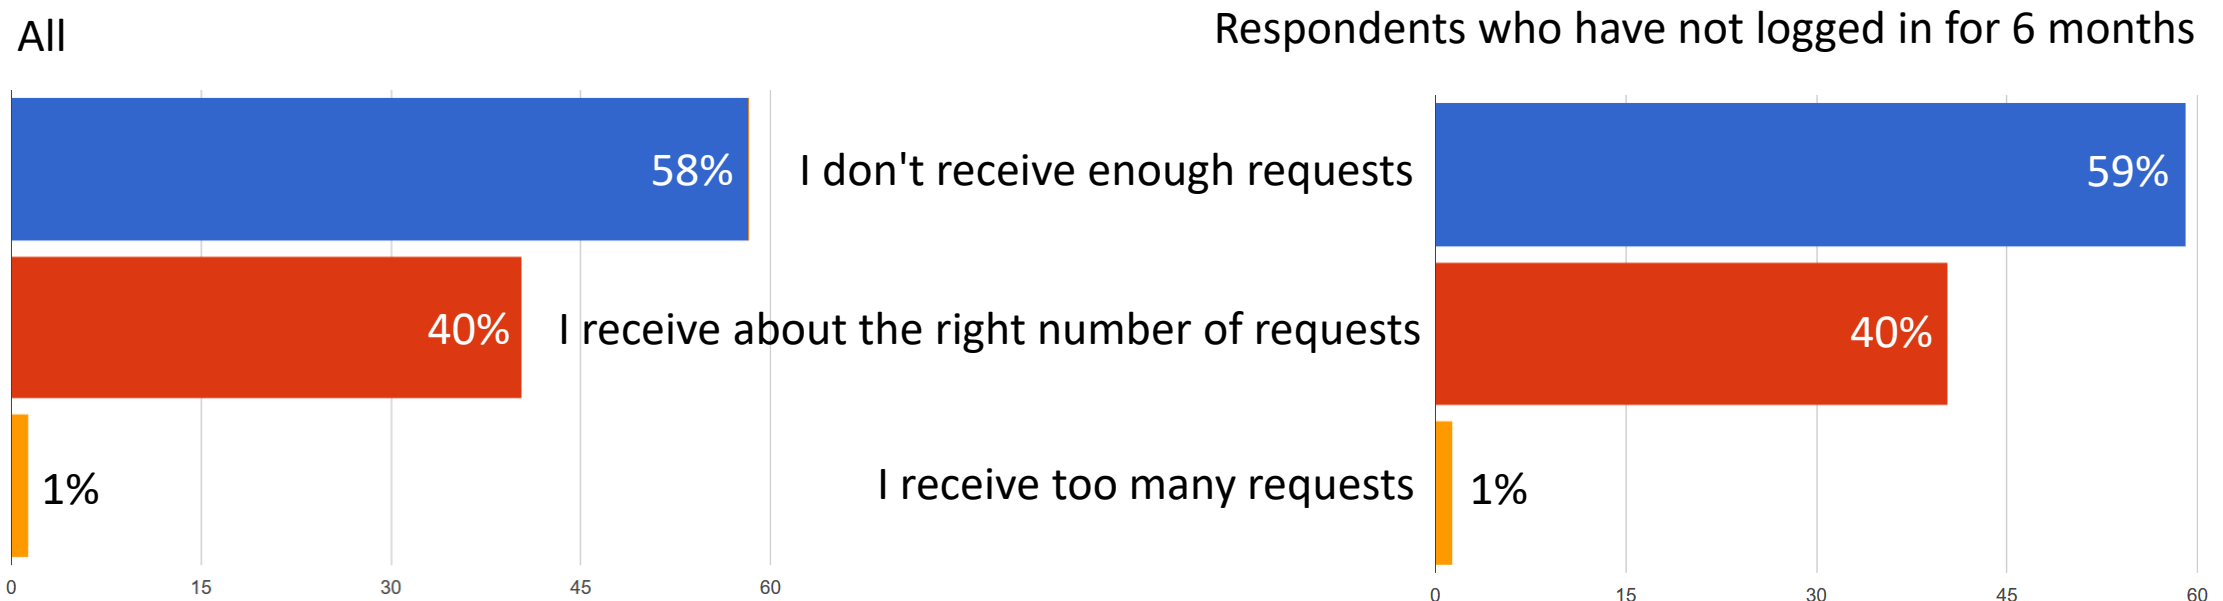 All
Respondents who have not logged in for 6 months
58%
I don't receive enough requests
59%
40%
I receive about the right number of requests
40%
1%
I receive too many requests
1%
0 15 30 45 60
0 15 30 45 60